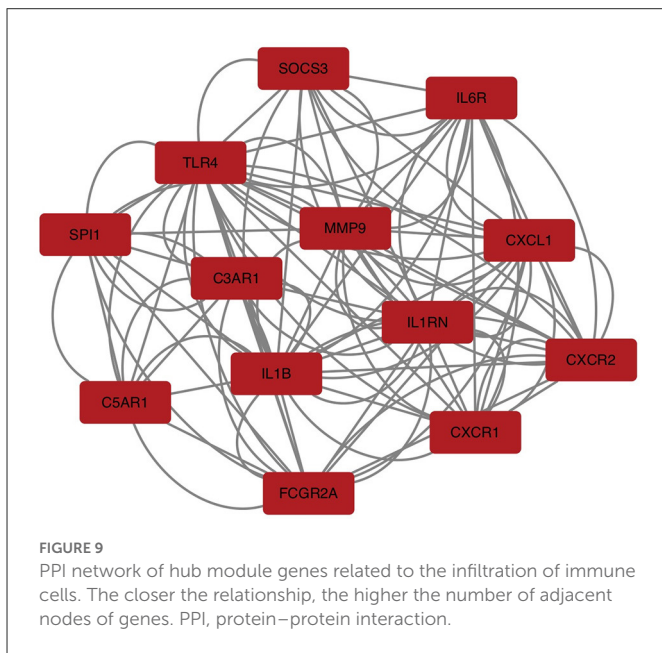 SOCS3
IL6R
TLR4
MMP9
SPI1
CXCL1
C3AR1
IL1RN
IL1B
CXCR2
C5AR1
CXCR1
FCGR2A
FIGURE 9
PPI network of hub module genes related to the infiltration of immune
cells. The closer the relationship, the higher the number of adjacent
nodes of genes. PPI, protein–protein interaction.